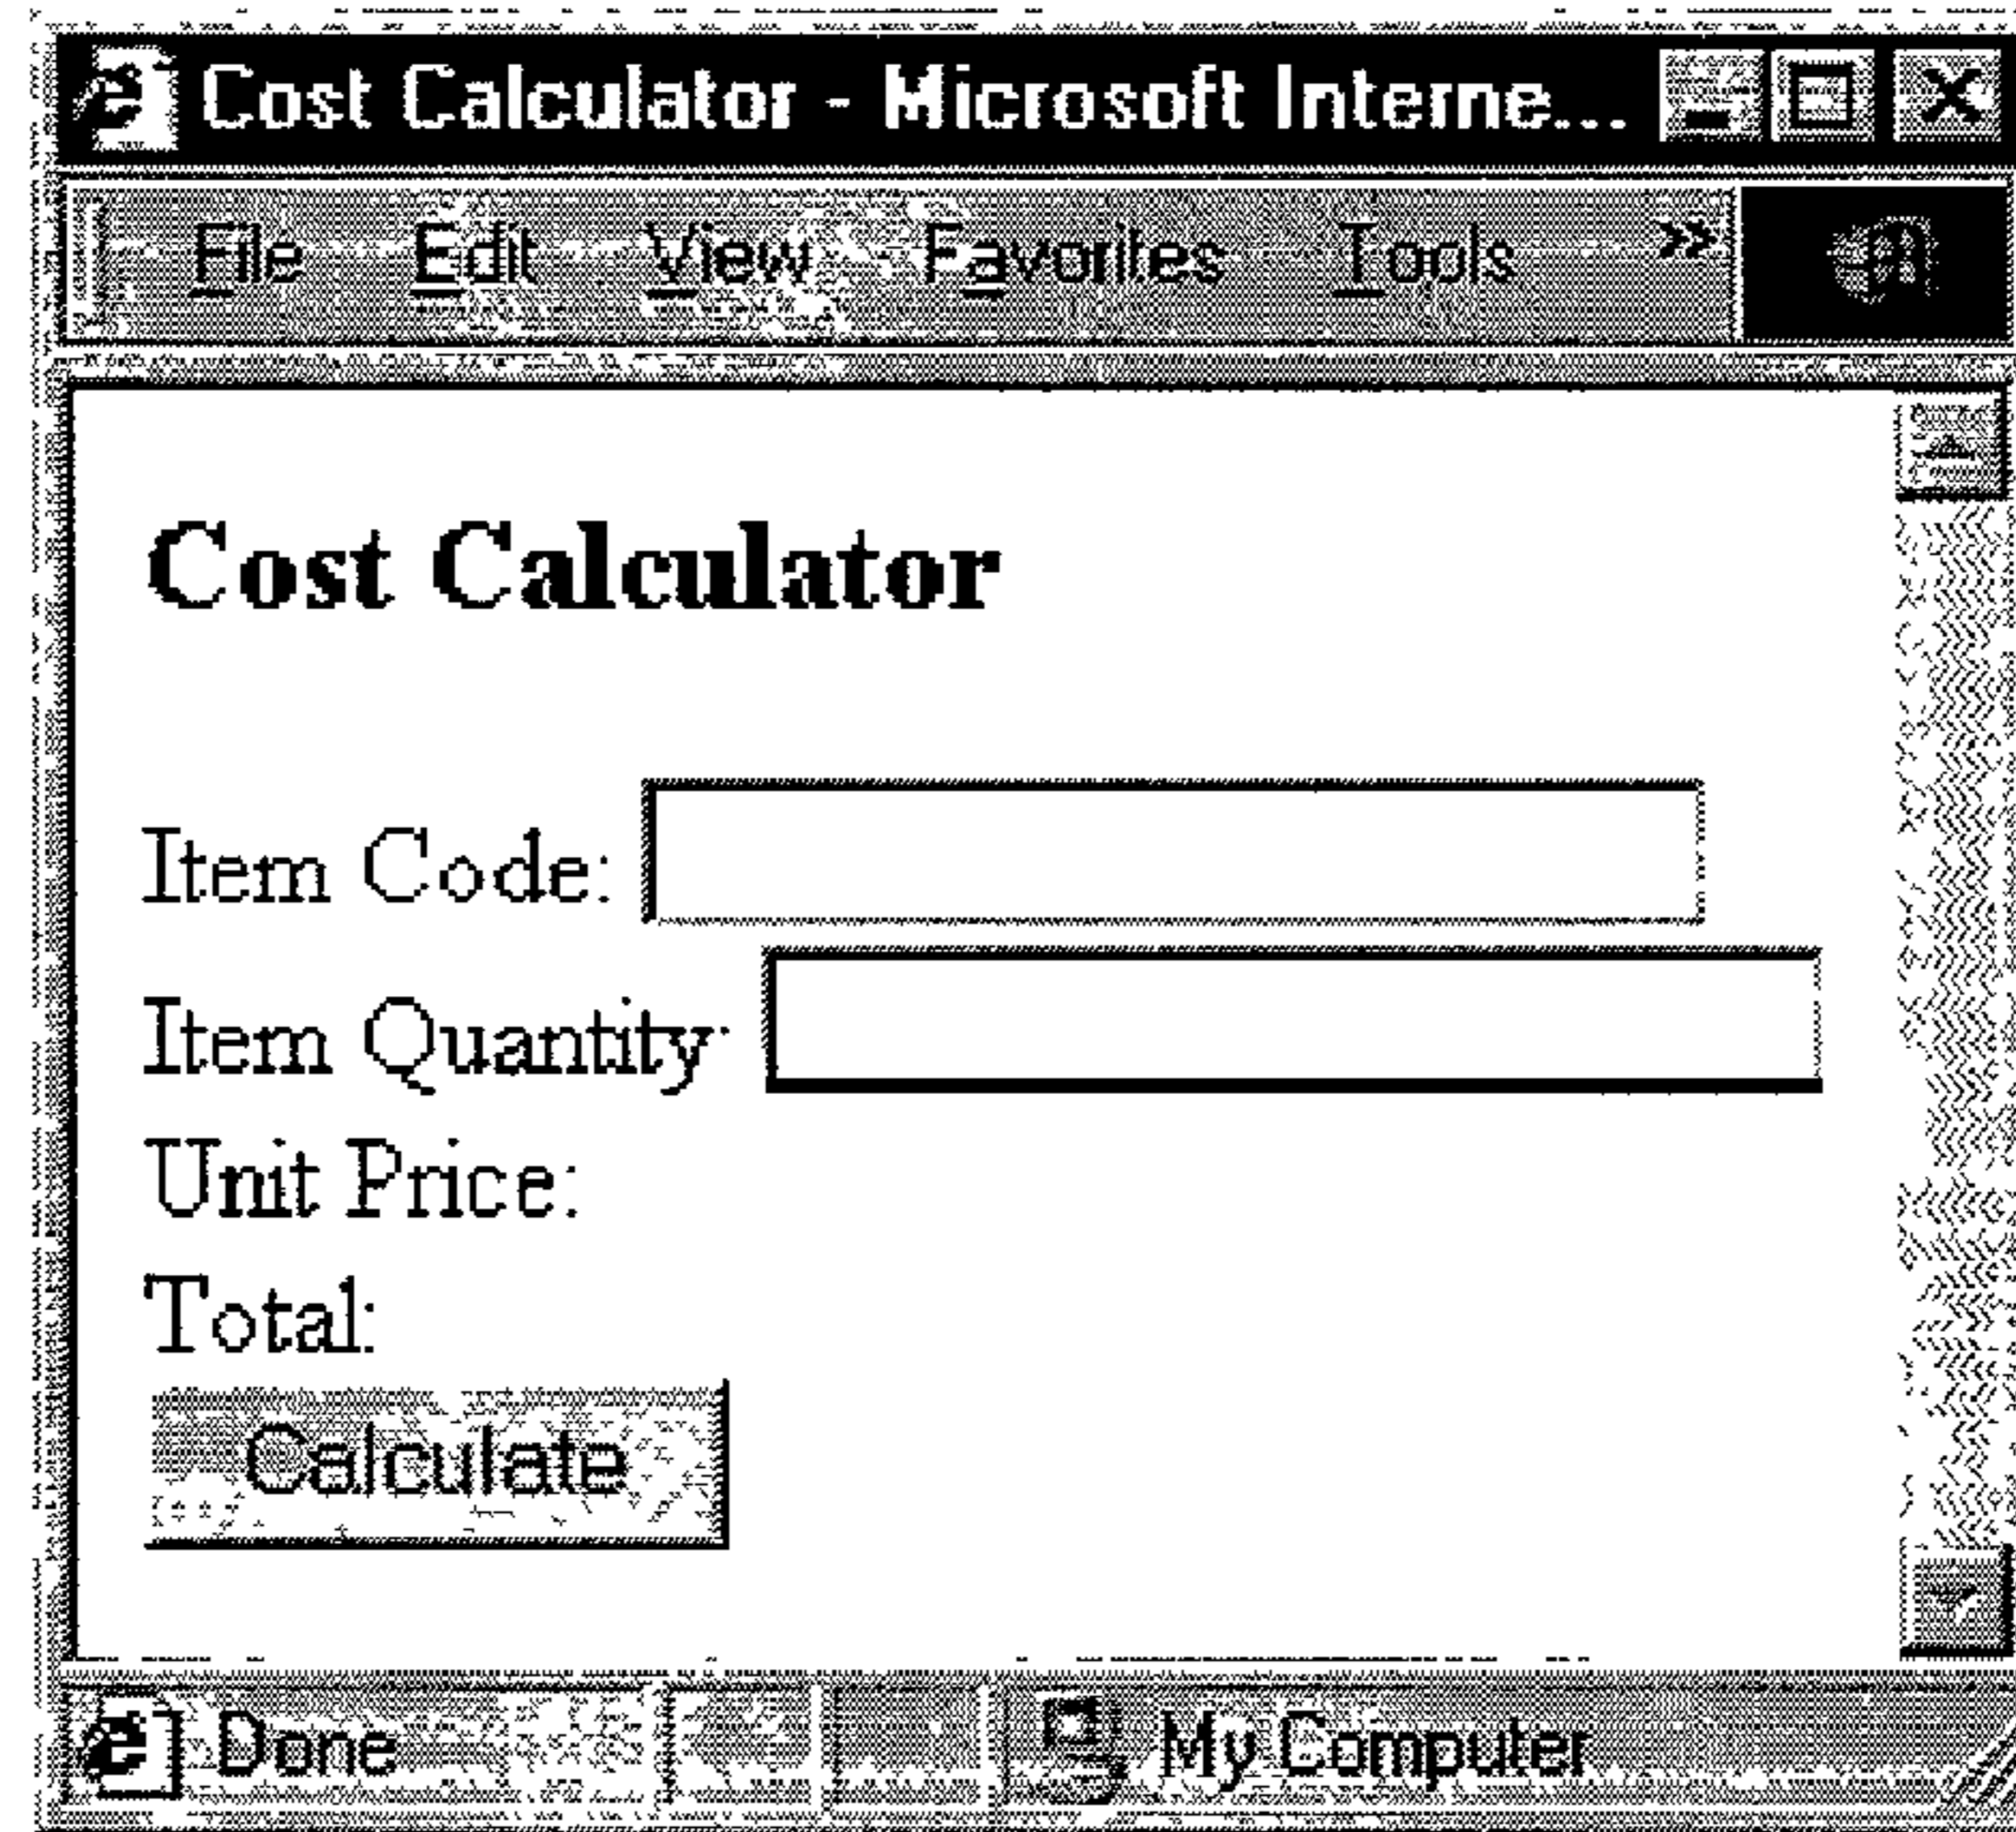 Cost Calculator - Microsoft Interne...
File Edit View Favorites Tools »
Cost Calculator
Item Code:
Item Quantity:
Unit Price:
Total:
Calculate
Done My Computer